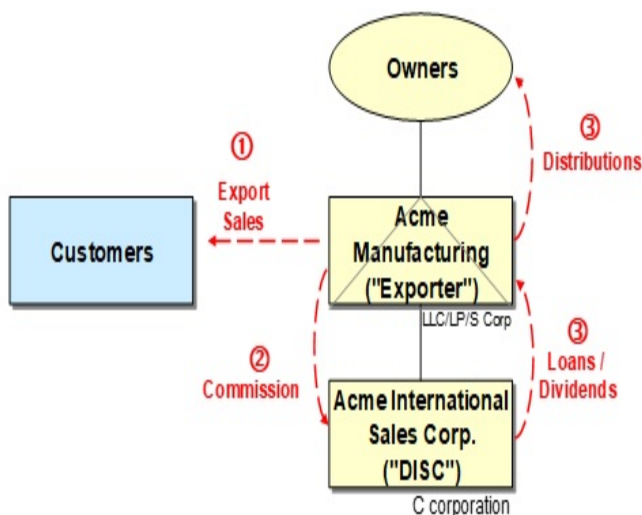 Owners
③
Distributions
①
Export
Sales
Customers
Acme
Manufacturing
("Exporter")
LLC/LP/S Corp
②
Commission
③
Loans /
Dividends
Acme International
Sales Corp.
("DISC")
C corporation